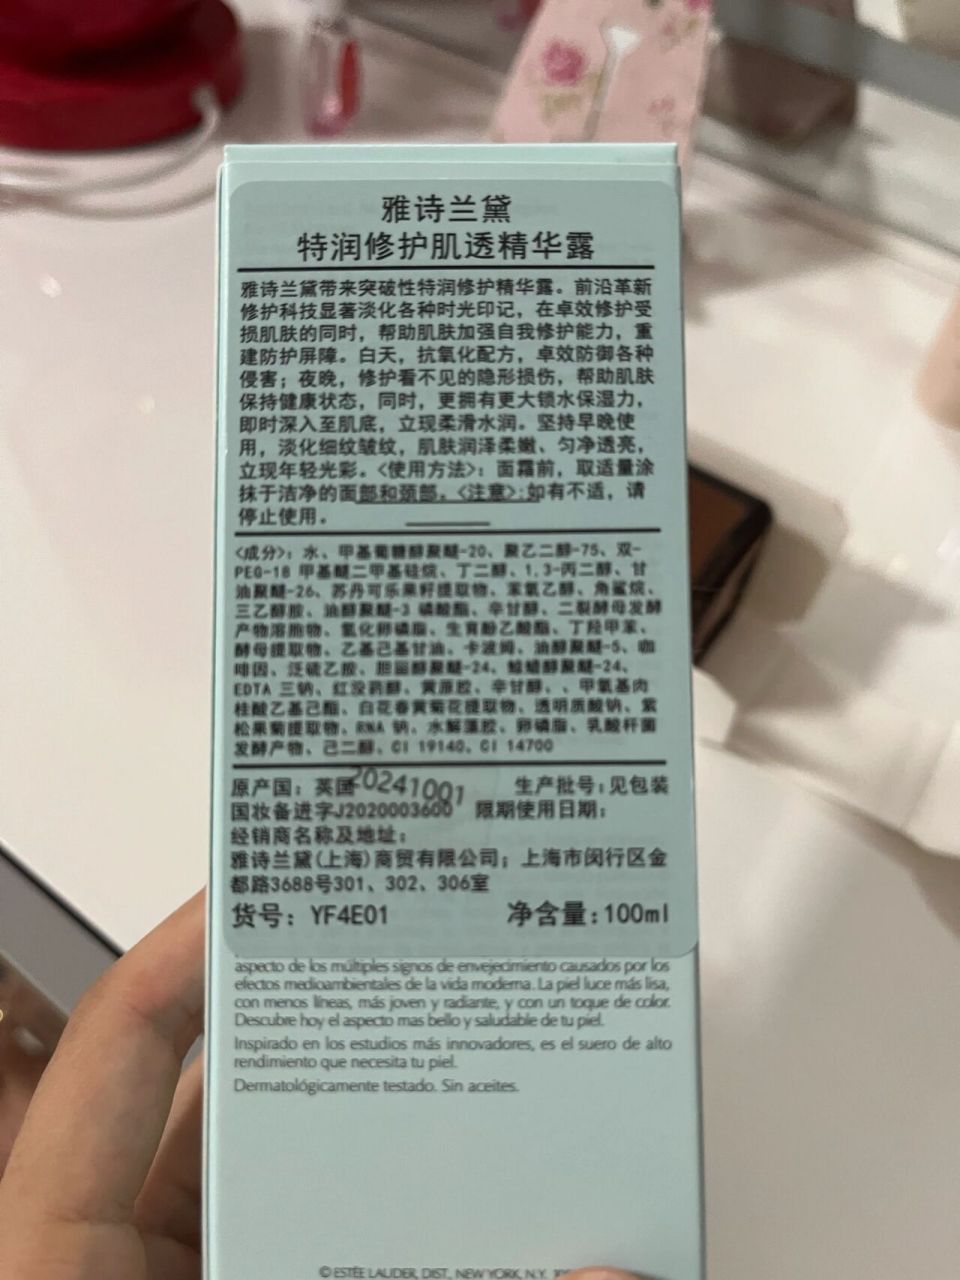 雅诗兰黛
特润修护肌透精华露
雅诗兰黛带来突破性特润修护精华露。前沿革新
修护科技显著淡化各种时光印记，在卓效修护受
损肌肤的同时，帮助肌肤加强自我修护能力，重
建防护屏障。白天，抗氧化配方，卓效防御各种
侵害；夜晚，修护看不见的隐形损伤，帮助肌肤
保持健康状态，同时，更拥有更大锁水保湿力，
即时深入至肌底，立现柔滑水润。坚持早晚使
用，淡化细纹皱纹，肌肤润泽柔嫩、匀净透亮，
立现年轻光彩。<使用方法>：面霜前，取适量涂
抹于洁净的面部和颈部。<注意>:如有不适，请
停止使用。
<成分>：水、甲基葡糖醇聚醚-20、聚乙二醇-75、双-
PEG-18 甲基醚二甲基硅烷、丁二醇、1,3-丙二醇、甘
油聚醚-26、苏丹可乐果籽提取物、苯氧乙醇、角鲨烷、
三乙醇胺、油醇聚醚-3 磷酸酯、辛甘醇、二裂酵母发酵
产物溶胞物、氢化卵磷脂、生育酚乙酸酯、丁羟甲苯、
酵母提取物、乙基己基甘油、卡波姆、油醇聚醚-5、咖
啡因、泛硫乙胺、胆甾醇聚醚-24、鲸蜡醇聚醚-24、
EDTA 三钠、红没药醇、黄原胶、辛甘醇、、甲氧基肉
桂酸乙基己酯、白花春黄菊花提取物、透明质酸钠、紫
松果菊提取物、RNA 钠、水解藻胶、卵磷脂、乳酸杆菌
发酵产物、己二醇、CI 19140、CI 14700
原产国：英国 20241001 生产批号：见包装
国妆备进字J2020003600 限期使用日期：
经销商名称及地址：
雅诗兰黛(上海)商贸有限公司；上海市闵行区金
都路3688号301、302、306室
货号：YF4E01 净含量：100ml
aspecto de los múltiples signos de envejecimiento causados por los
efectos medioambientales de la vida moderna. La piel luce más lisa,
con menos líneas, más joven y radiante, y con un toque de color.
Descubre hoy el aspecto mas bello y saludable de tu piel.
Inspirado en los estudios más innovadores, es el suero de alto
rendimiento que necesita tu piel.
Dermatológicamente testado. Sin aceites.
© ESTÉE LAUDER, DIST., NEW YORK, N.Y.